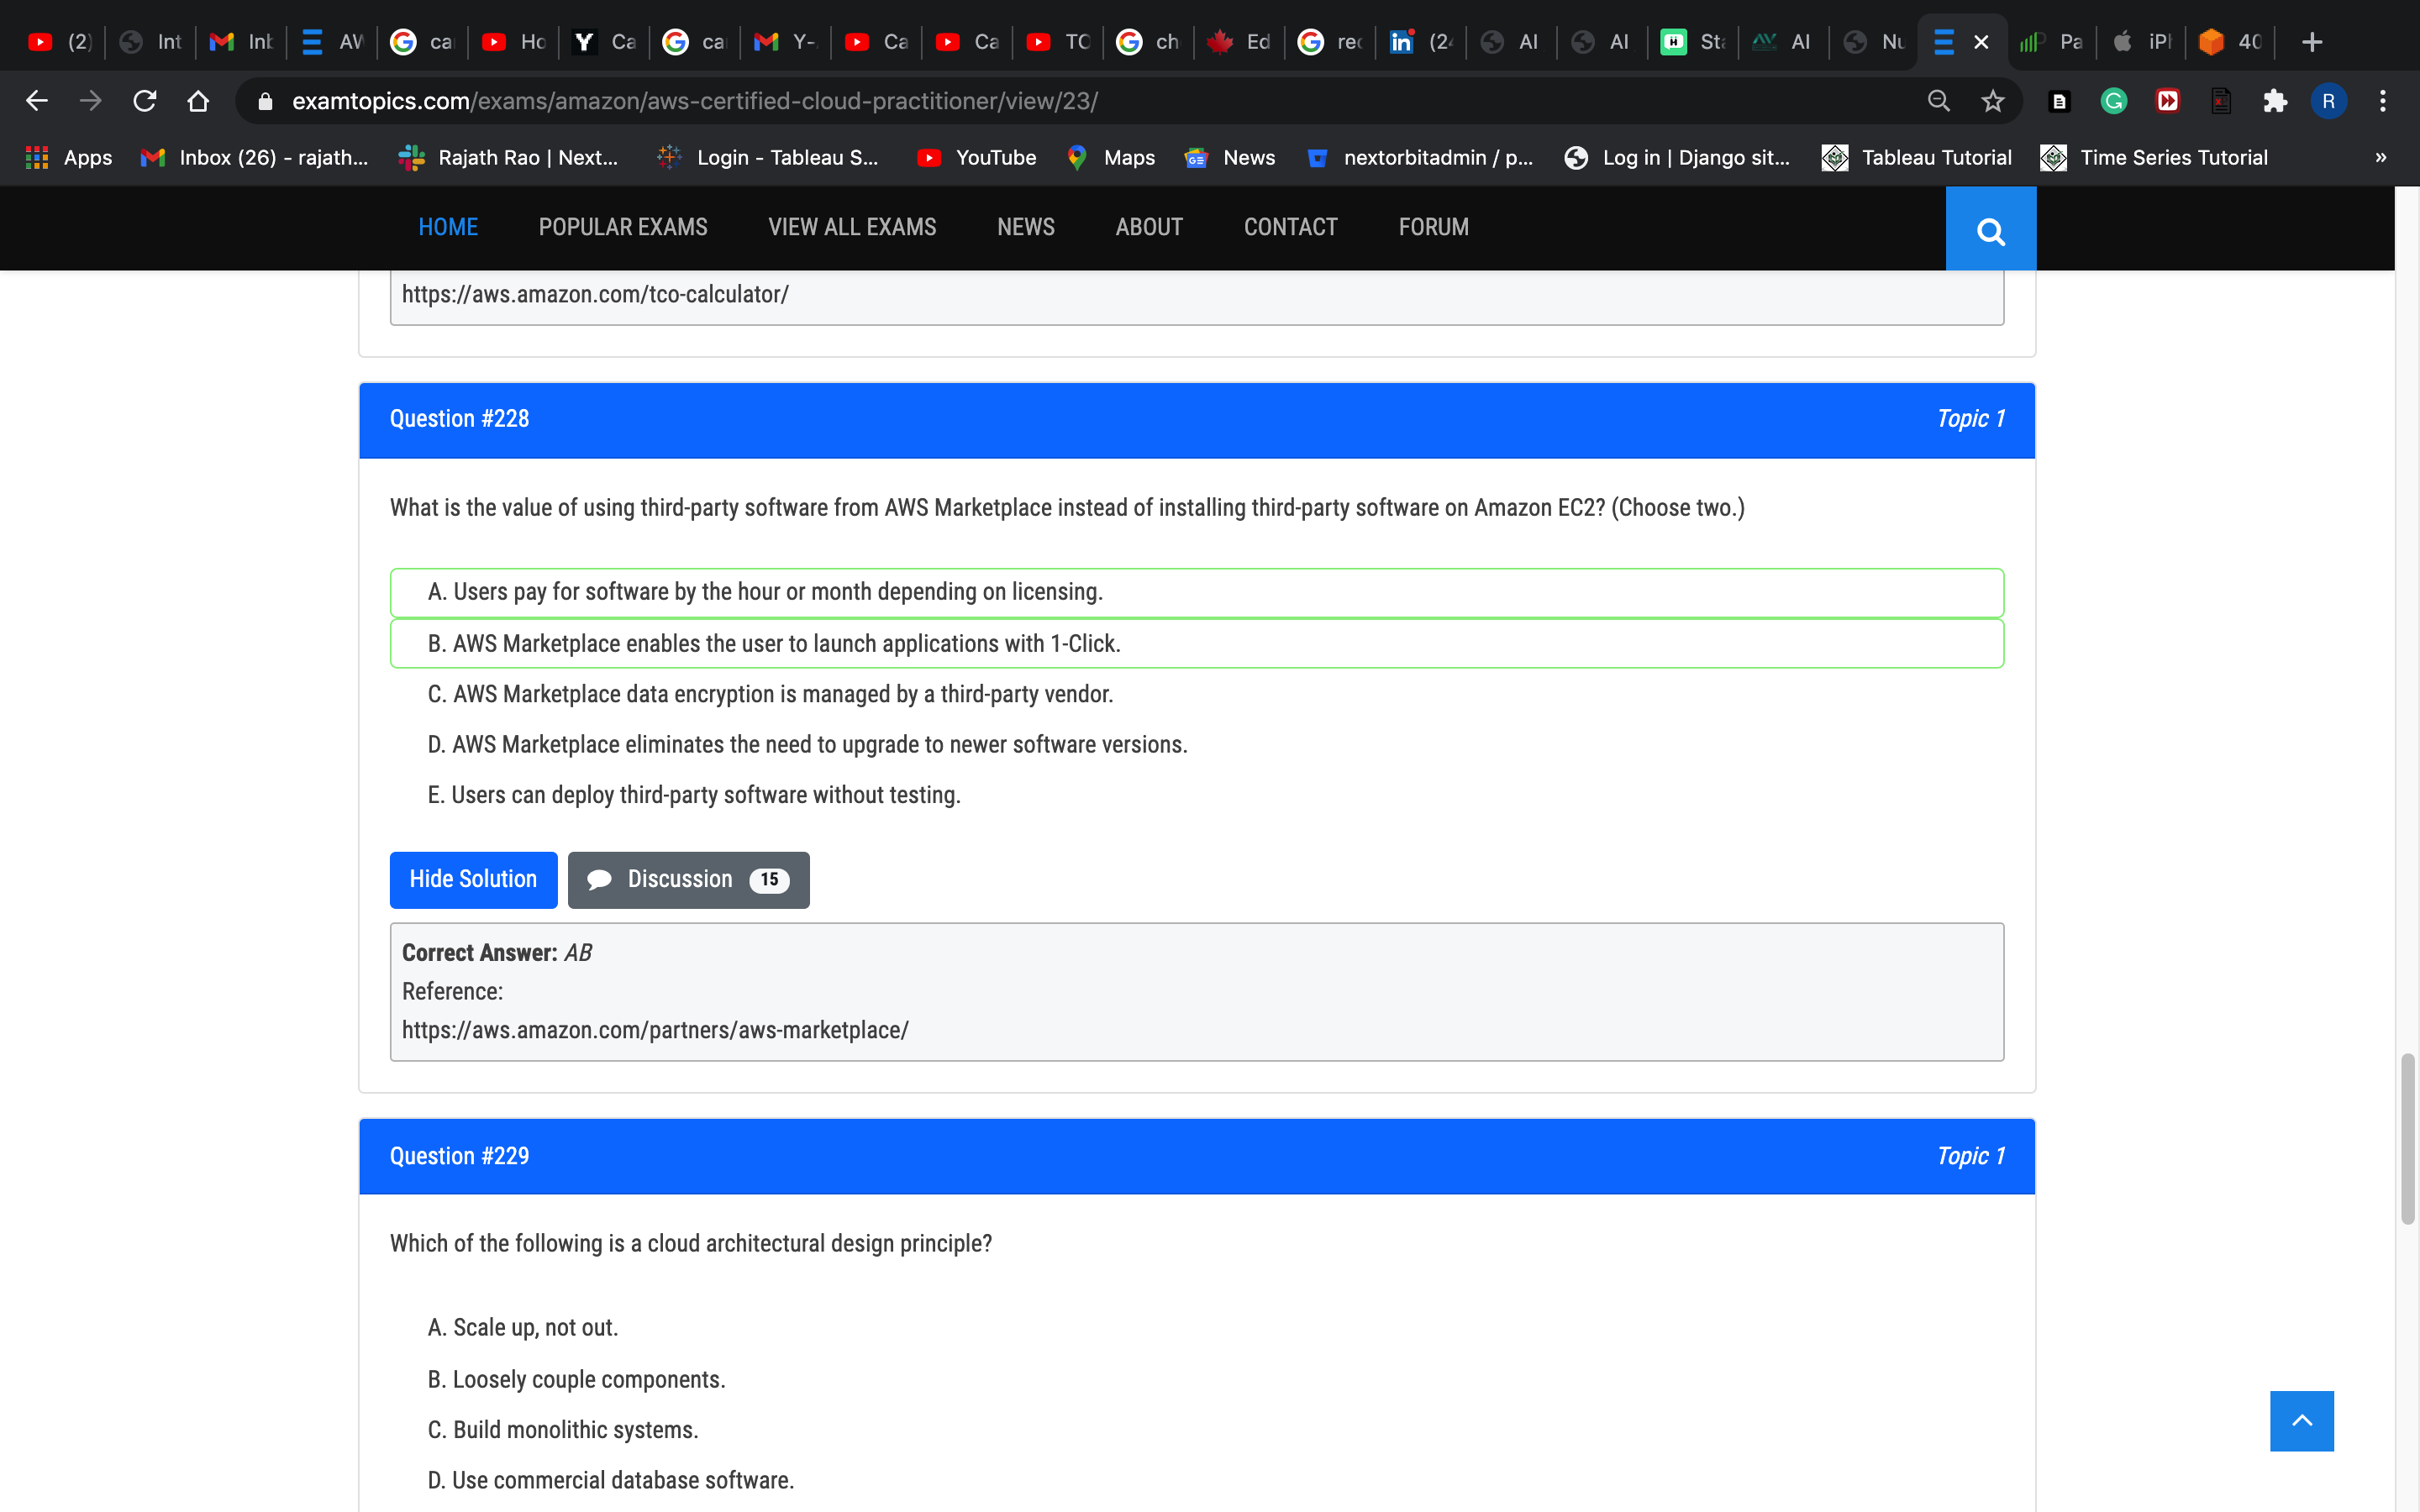 (2)
Int
Inb
AW
ca
Ho
Ca
ca
Y-
Ca
Ca
TO
ch
Ed
rec
(24
AI
AI
Sta
AI
Nu
Pa
iPh
40
examtopics.com/exams/amazon/aws-certified-cloud-practitioner/view/23/
R
Apps
Inbox (26) - rajath...
Rajath Rao | Next...
Login - Tableau S...
YouTube
Maps
News
nextorbitadmin / p...
Log in | Django sit...
Tableau Tutorial
Time Series Tutorial
»
HOME
POPULAR EXAMS
VIEW ALL EXAMS
NEWS
ABOUT
CONTACT
FORUM
https://aws.amazon.com/tco-calculator/
Question #228
Topic 1
What is the value of using third-party software from AWS Marketplace instead of installing third-party software on Amazon EC2? (Choose two.)
A. Users pay for software by the hour or month depending on licensing.
B. AWS Marketplace enables the user to launch applications with 1-Click.
C. AWS Marketplace data encryption is managed by a third-party vendor.
D. AWS Marketplace eliminates the need to upgrade to newer software versions.
E. Users can deploy third-party software without testing.
Hide Solution
Discussion 15
Correct Answer: AB
Reference:
https://aws.amazon.com/partners/aws-marketplace/
Question #229
Topic 1
Which of the following is a cloud architectural design principle?
A. Scale up, not out.
B. Loosely couple components.
C. Build monolithic systems.
D. Use commercial database software.